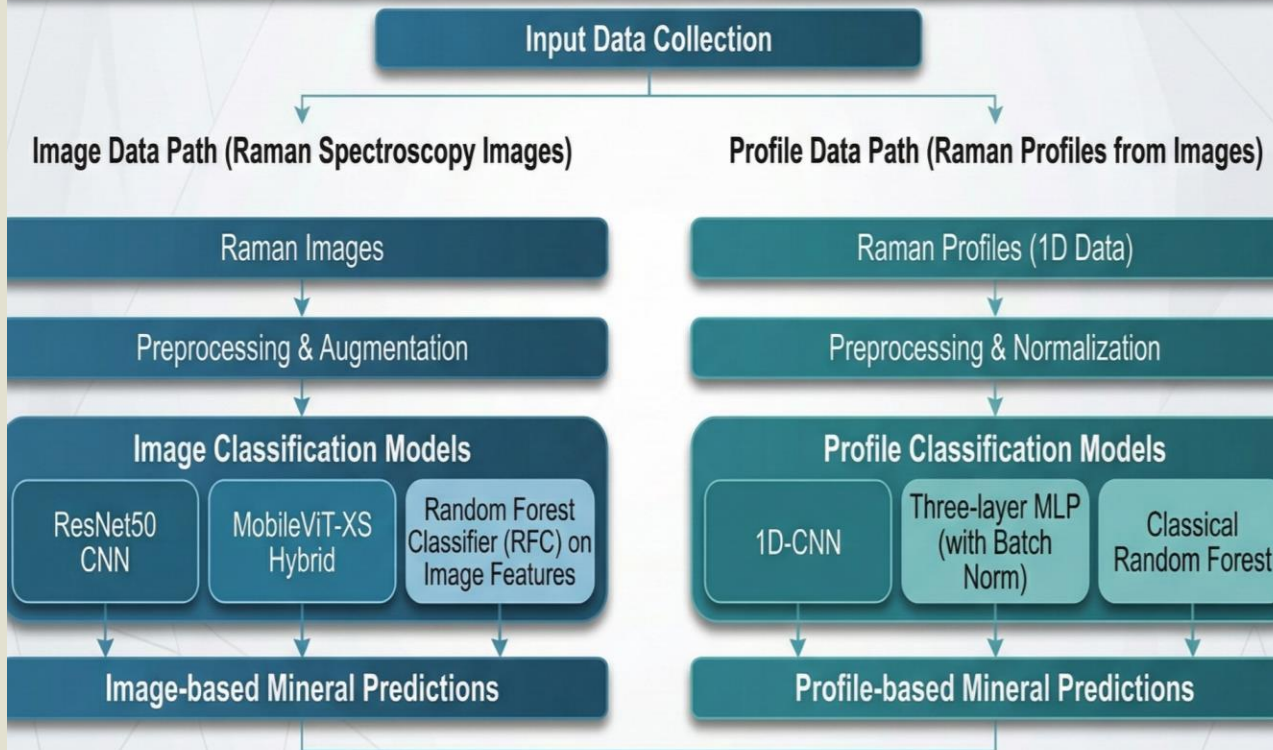 Input Data Collection
Image Data Path (Raman Spectroscopy Images)
Raman Images
Preprocessing & Augmentation
Image Classification Models
ResNet50
CNN
MobileViT-XS
Hybrid
Random Forest
Classifier (RFC) on
Image Features
Image-based Mineral Predictions
Profile Data Path (Raman Profiles from Images)
Raman Profiles (1D Data)
Preprocessing & Normalization
Profile Classification Models
1D-CNN
Three-layer MLP
(with Batch
Norm)
Classical
Random Forest
Profile-based Mineral Predictions